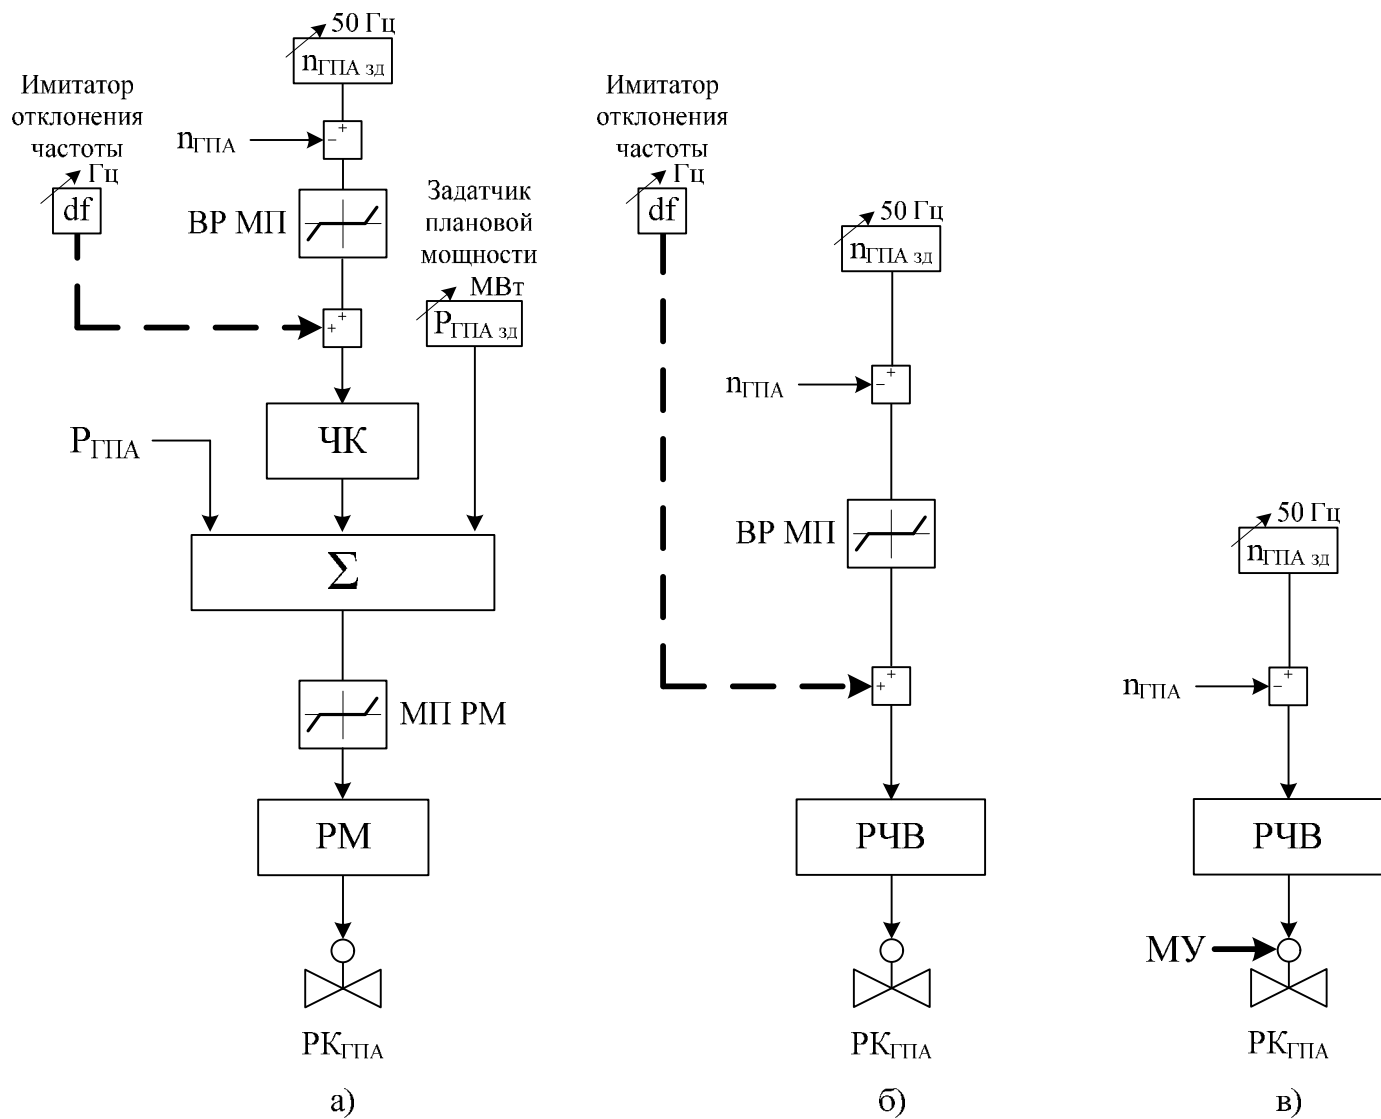 50 Гц
nГПА зд
Имитатор
отклонения
частоты
Гц
df
nГПА
+
−
ВР МП
Задатчик
плановой
мощности
МВт
PГПА зд
+
+
ЧК
PГПА
Σ
МП РМ
РМ
РКГПА
а)
Имитатор
отклонения
частоты
Гц
df
50 Гц
nГПА зд
nГПА
+
−
ВР МП
+
+
РЧВ
РКГПА
б)
50 Гц
nГПА зд
nГПА
+
−
РЧВ
МУ
РКГПА
в)